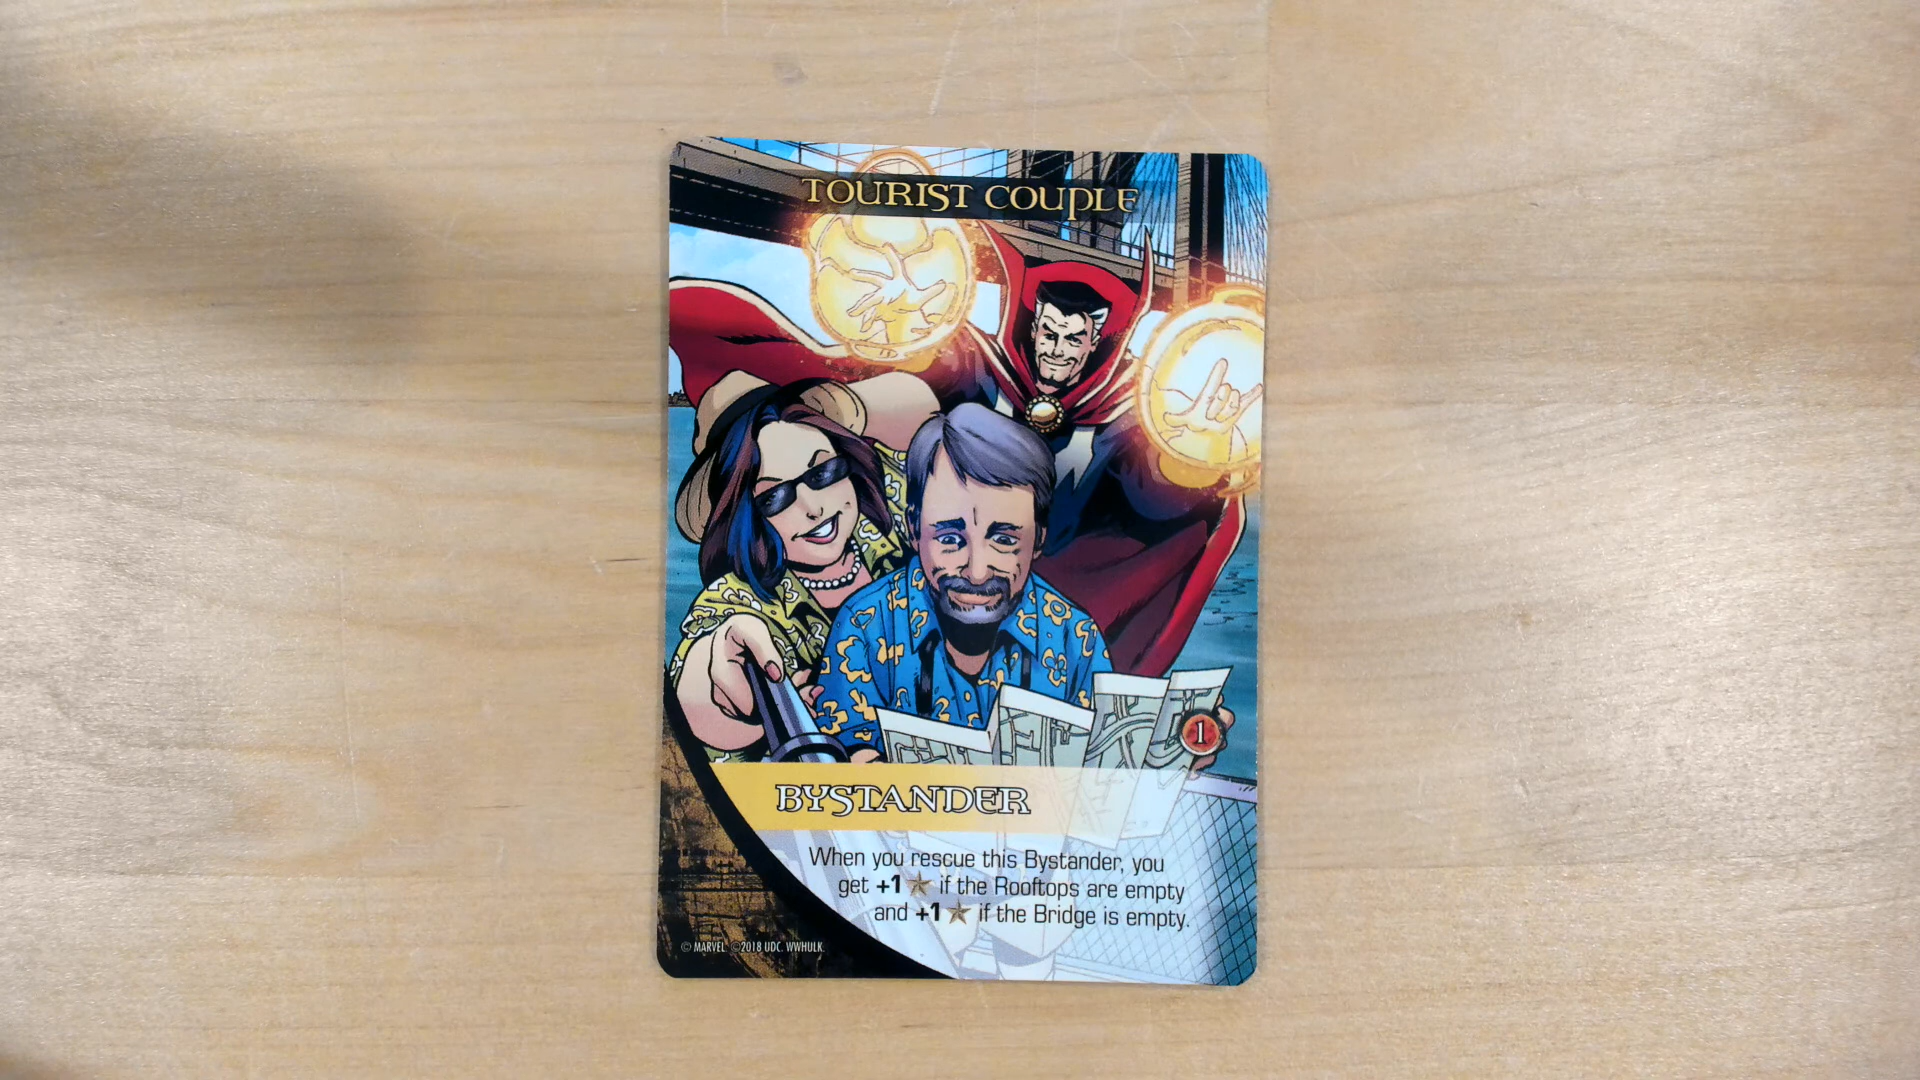 TOURIST COUPLE
1
BYSTANDER
When you rescue this Bystander, you
get +1 ★ if the Rooftops are empty
and +1 ★ if the Bridge is empty.
© MARVEL ©2018 UDC. WWHULK.